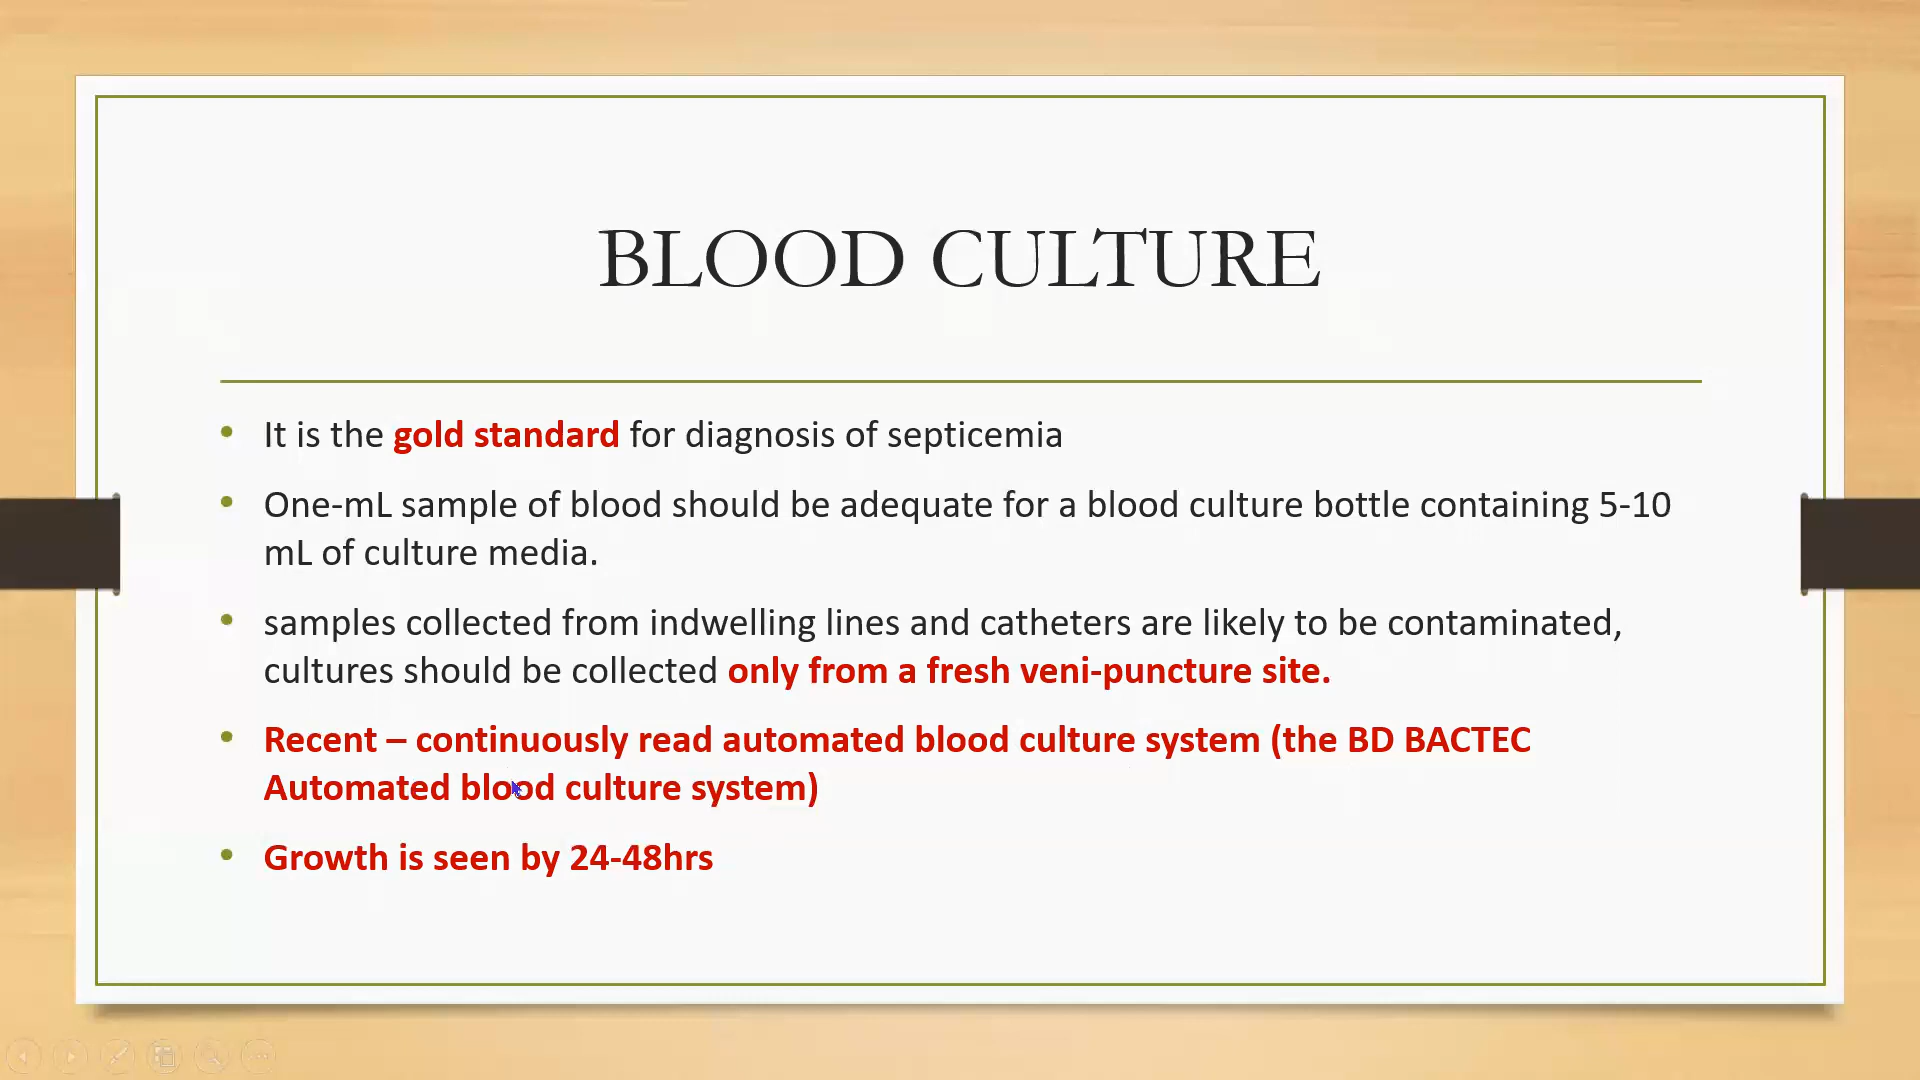 BLOOD CULTURE
• It is the gold standard for diagnosis of septicemia
• One-mL sample of blood should be adequate for a blood culture bottle containing 5-10
mL of culture media.
• samples collected from indwelling lines and catheters are likely to be contaminated,
cultures should be collected only from a fresh veni-puncture site.
• Recent – continuously read automated blood culture system (the BD BACTEC
Automated blood culture system)
• Growth is seen by 24-48hrs